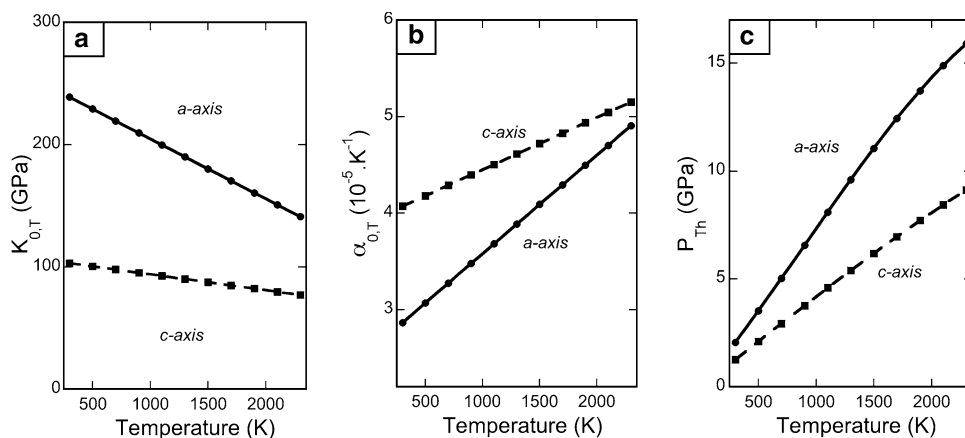 a
K0,T (GPa)
300
200
100
0
a-axis
c-axis
500 1000 1500 2000
Temperature (K)
b
α0,T (10-5.K-1)
6
5
4
3
c-axis
a-axis
500 1000 1500 2000
Temperature (K)
c
PTh (GPa)
15
10
5
0
a-axis
c-axis
500 1000 1500 2000
Temperature (K)